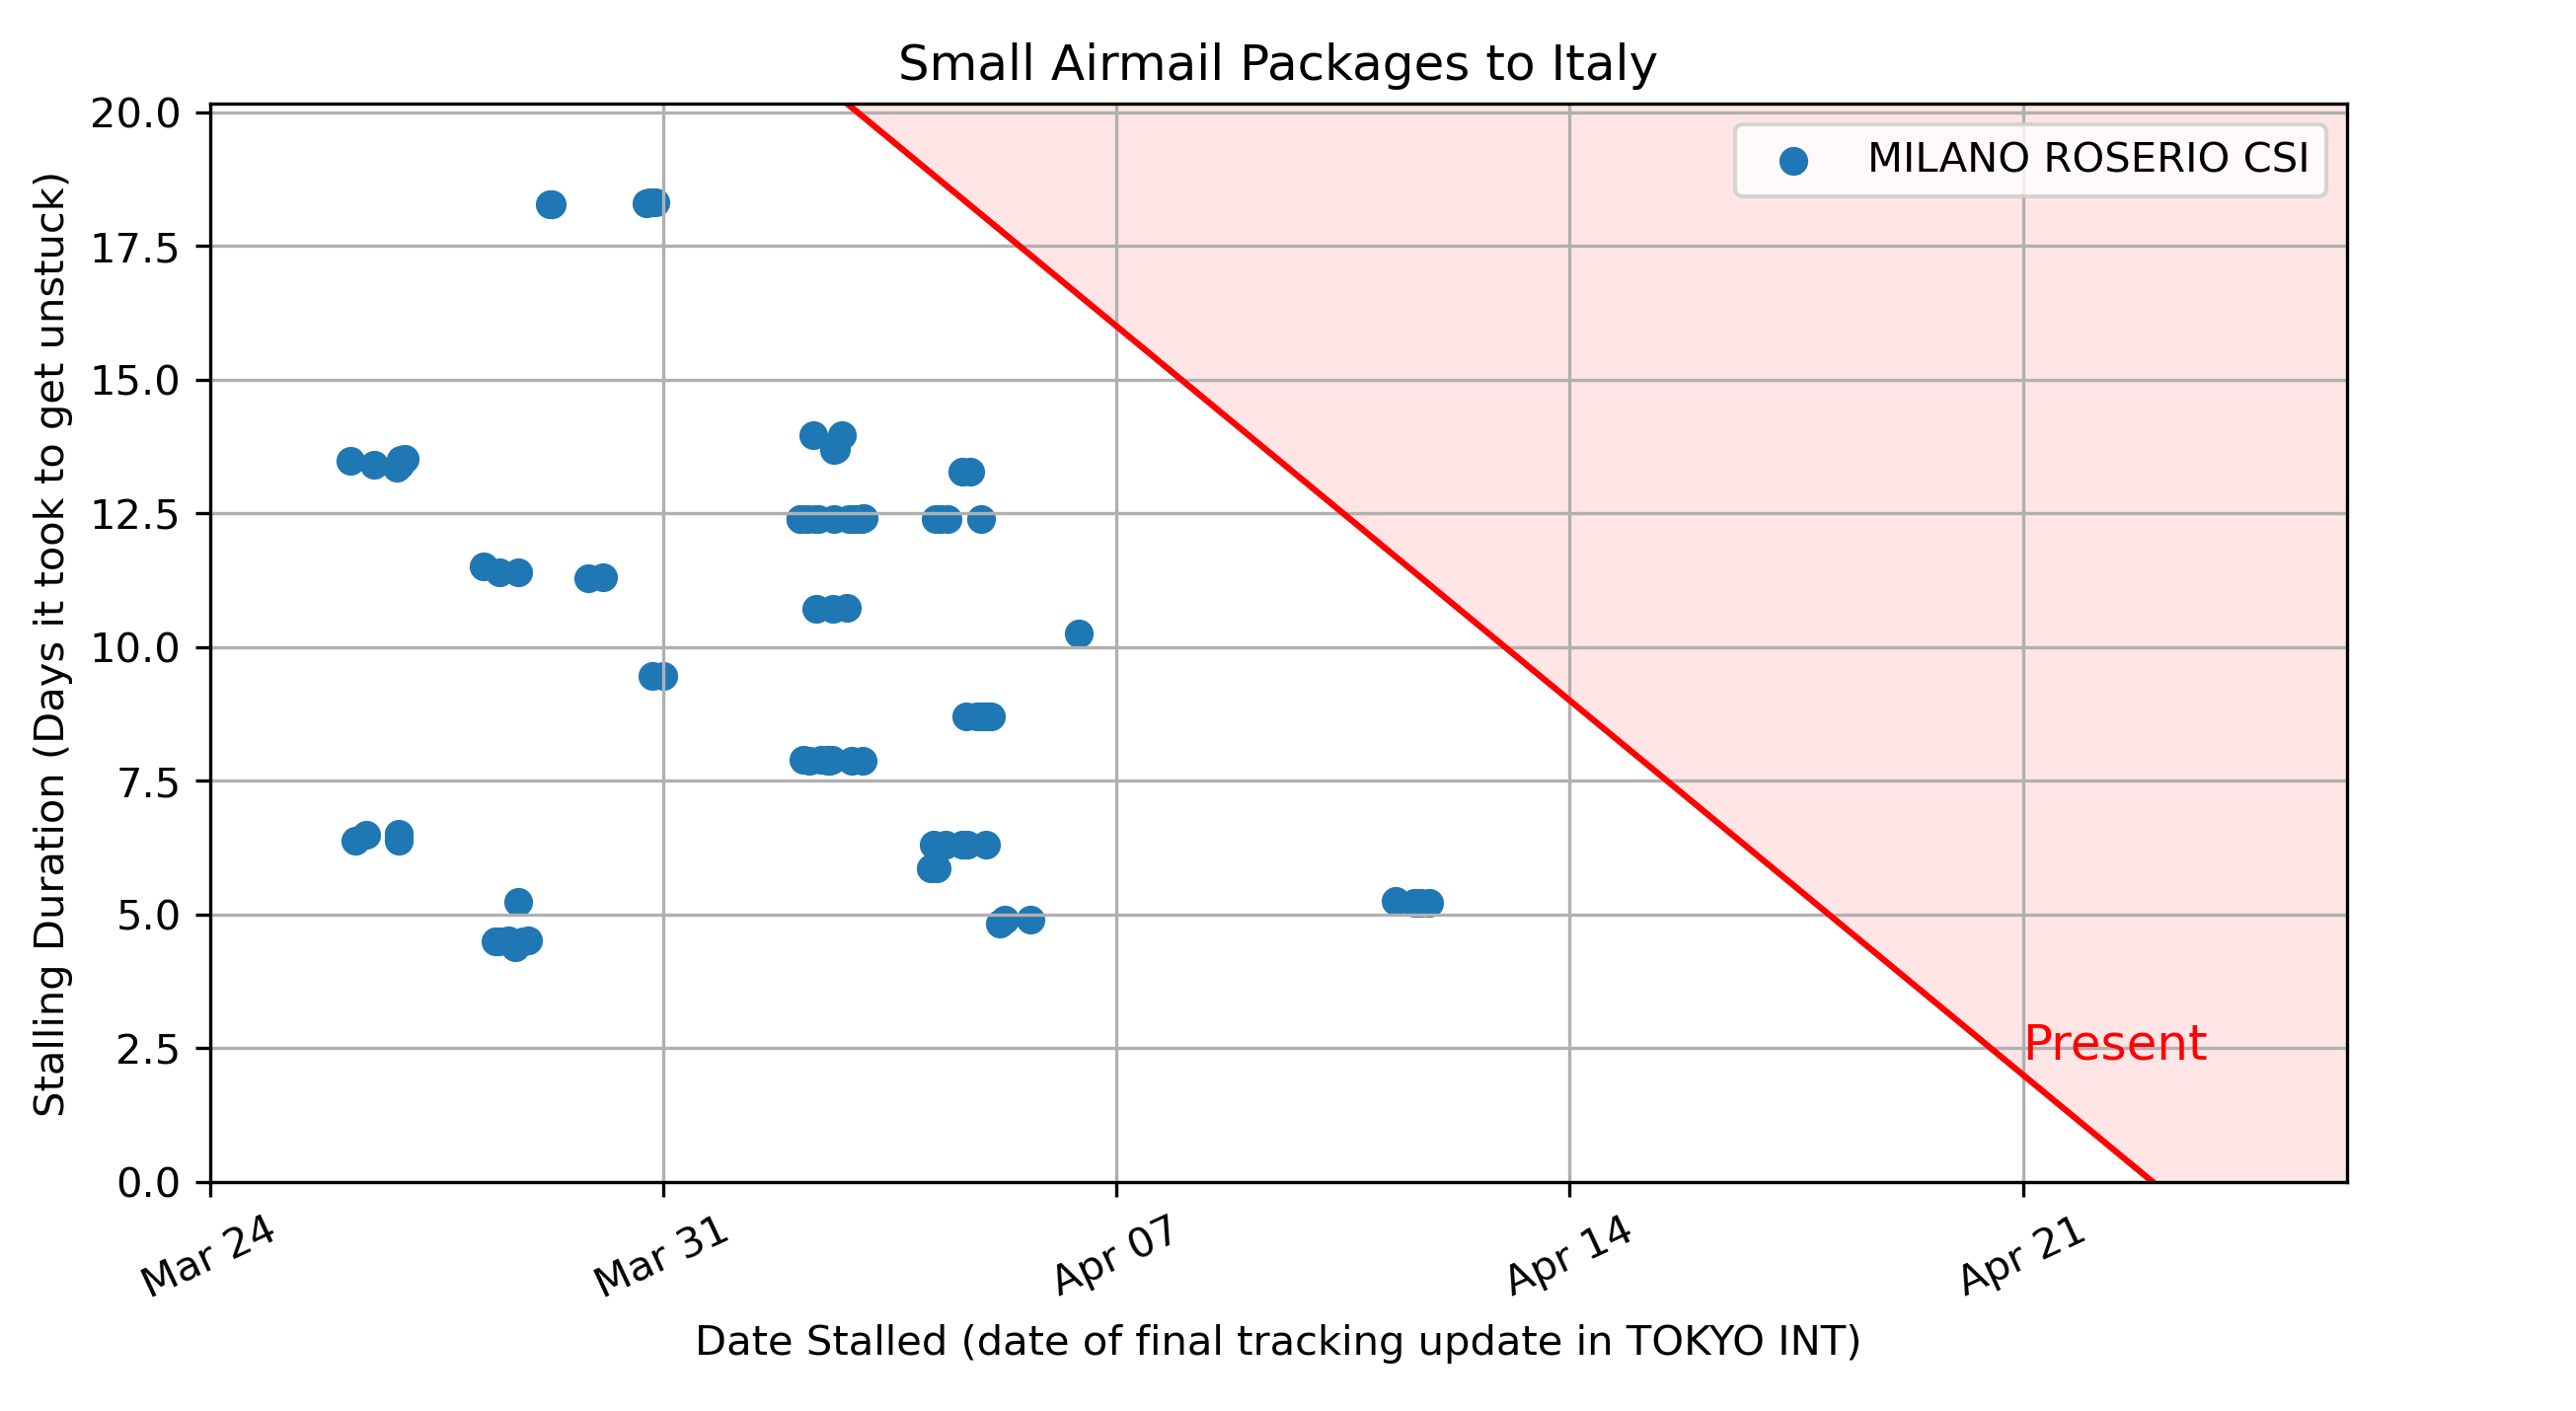 Small Airmail Packages to Italy
MILANO ROSERIO CSI
Stalling Duration (Days it took to get unstuck)
20.0
17.5
15.0
12.5
10.0
7.5
5.0
2.5
0.0
Present
Mar 24
Mar 31
Apr 07
Apr 14
Apr 21
Date Stalled (date of final tracking update in TOKYO INT)